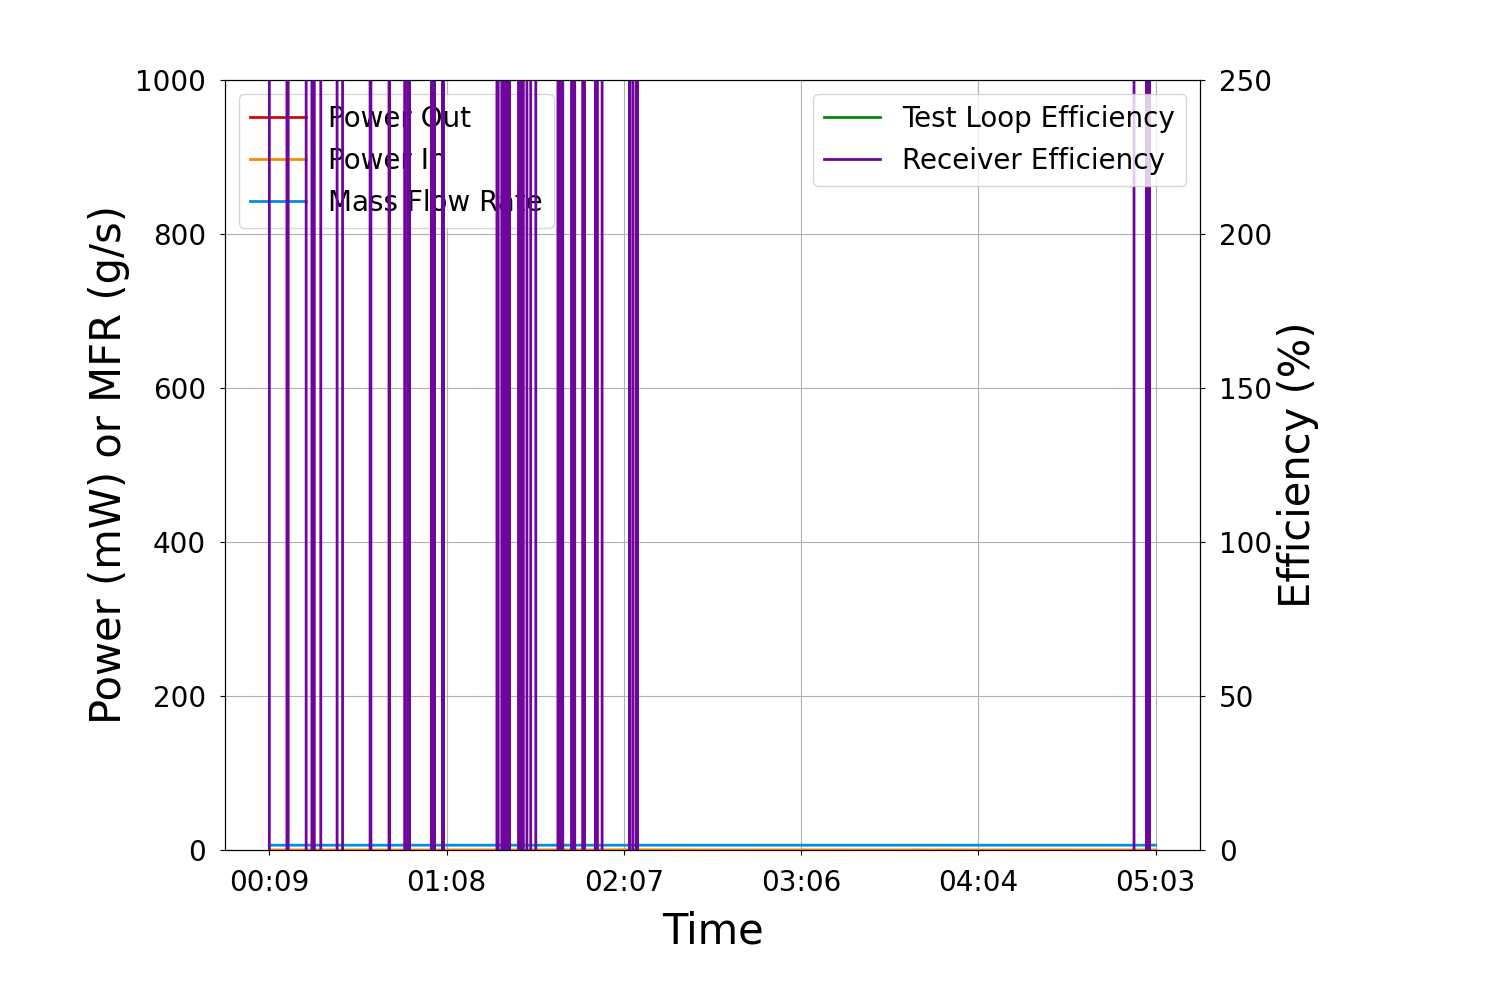 1000
800
600
400
200
0
Power (mW) or MFR (g/s)
Power Out
Power In
Mass Flow Rate
Test Loop Efficiency
Receiver Efficiency
250
200
150
100
50
0
Efficiency (%)
00:09 01:08 02:07 03:06 04:04 05:03
Time